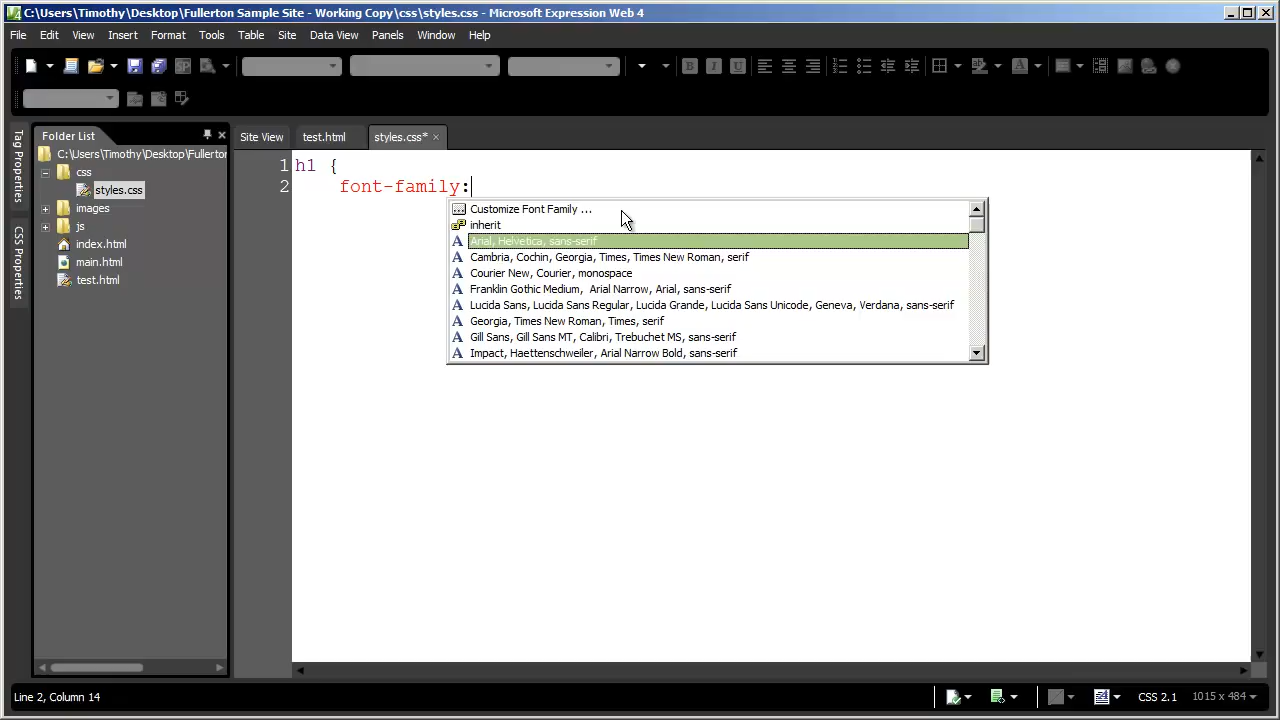 C:\Users\Timothy\Desktop\Fullerton Sample Site - Working Copy\css\styles.css - Microsoft Expression Web 4
File Edit View Insert Format Tools Table Site Data View Panels Window Help
Tag Properties
CSS Properties
Folder List
C:\Users\Timothy\Desktop\Fullerton
css
styles.css
images
js
index.html
main.html
test.html
Site View test.html styles.css*
1 h1 {
2 font-family:
Customize Font Family ...
inherit
Arial, Helvetica, sans-serif
Cambria, Cochin, Georgia, Times, Times New Roman, serif
Courier New, Courier, monospace
Franklin Gothic Medium, Arial Narrow, Arial, sans-serif
Lucida Sans, Lucida Sans Regular, Lucida Grande, Lucida Sans Unicode, Geneva, Verdana, sans-serif
Georgia, Times New Roman, Times, serif
Gill Sans, Gill Sans MT, Calibri, Trebuchet MS, sans-serif
Impact, Haettenschweiler, Arial Narrow Bold, sans-serif
Line 2, Column 14 CSS 2.1 1015 x 484